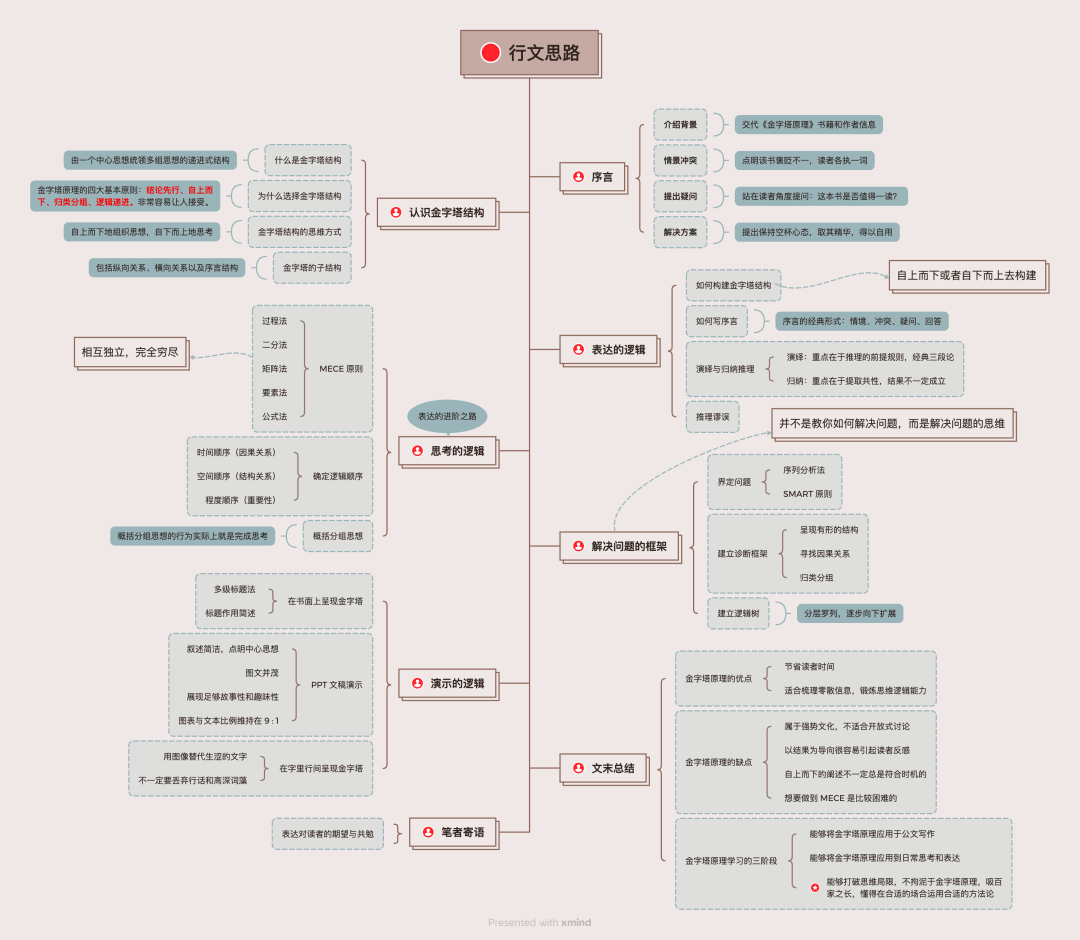 行文思路
序言
介绍背景
交代《金字塔原理》书籍和作者信息
情景冲突
点明该书褒贬不一，读者各执一词
提出疑问
站在读者角度提问：这本书是否值得一读？
解决方案
提出保持空杯心态，取其精华，得以自用
认识金字塔结构
什么是金字塔结构
由一个中心思想统领多组思想的递进式结构
为什么选择金字塔结构
金字塔原理的四大基本原则：结论先行、自上而
下、归类分组、逻辑递进。非常容易让人接受。
金字塔结构的思维方式
自上而下地组织思想，自下而上地思考
金字塔的子结构
包括纵向关系、横向关系以及序言结构
表达的逻辑
如何构建金字塔结构
自上而下或者自下而上去构建
如何写序言
序言的经典形式：情境、冲突、疑问、回答
演绎与归纳推理
演绎：重点在于推理的前提规则，经典三段论
归纳：重点在于提取共性，结果不一定成立
推理谬误
表达的进阶之路
思考的逻辑
MECE 原则
过程法
二分法
矩阵法
要素法
公式法
相互独立，完全穷尽
确定逻辑顺序
时间顺序（因果关系）
空间顺序（结构关系）
程度顺序（重要性）
概括分组思想
概括分组思想的行为实际上就是完成思考
解决问题的框架
并不是教你如何解决问题，而是解决问题的思维
界定问题
序列分析法
SMART 原则
建立诊断框架
呈现有形的结构
寻找因果关系
归类分组
建立逻辑树
分层罗列，逐步向下扩展
演示的逻辑
在书面上呈现金字塔
多级标题法
标题作用简述
PPT 文稿演示
叙述简洁，点明中心思想
图文并茂
展现足够故事性和趣味性
图表与文本比例维持在 9 : 1
在字里行间呈现金字塔
用图像替代生涩的文字
不一定要丢弃行话和高深词藻
文末总结
金字塔原理的优点
节省读者时间
适合梳理零散信息，锻炼思维逻辑能力
金字塔原理的缺点
属于强势文化，不适合开放式讨论
以结果为导向很容易引起读者反感
自上而下的阐述不一定总是符合时机的
想要做到 MECE 是比较困难的
金字塔原理学习的三阶段
能够将金字塔原理应用于公文写作
能够将金字塔原理应用到日常思考和表达
能够打破思维局限，不拘泥于金字塔原理，吸百
家之长，懂得在合适的场合运用合适的方法论
笔者寄语
表达对读者的期望与共勉
Presented with xmind